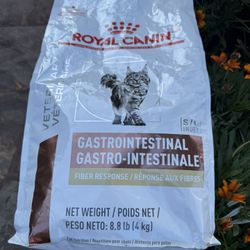 ROYAL CANIN
VETERINARY
GASTROINTESTINAL
GASTRO-INTESTINALE
FIBER RESPONSE / RÉPONSE AUX FIBRES
NET WEIGHT / POIDS NET /
PESO NETO: 8.8 lb (4 kg)